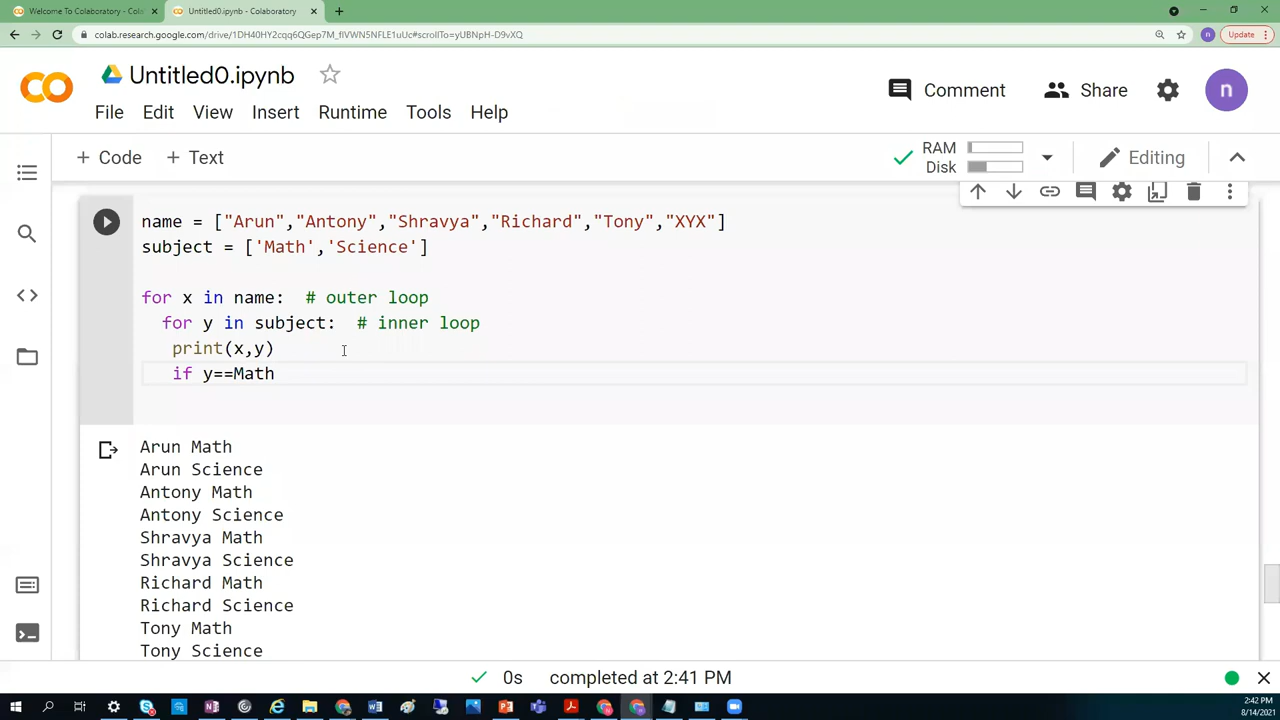 Welcome To Colaboratory - Cola
Untitled0.ipynb - Colaboratory
colab.research.google.com/drive/1DH40HY2cqq6QGep7M_flVWN5NFLE1uUc#scrollTo=yUBNpH-D9vXQ
n
Update
Untitled0.ipynb
File Edit View Insert Runtime Tools Help
Comment
Share
n
+ Code + Text
RAM
Disk
Editing
name = ["Arun","Antony","Shravya","Richard","Tony","XYX"]
subject = ['Math','Science']
for x in name:  # outer loop
for y in subject:  # inner loop
print(x,y)
if y==Math
Arun Math
Arun Science
Antony Math
Antony Science
Shravya Math
Shravya Science
Richard Math
Richard Science
Tony Math
Tony Science
0s completed at 2:41 PM
2:42 PM
8/14/2021